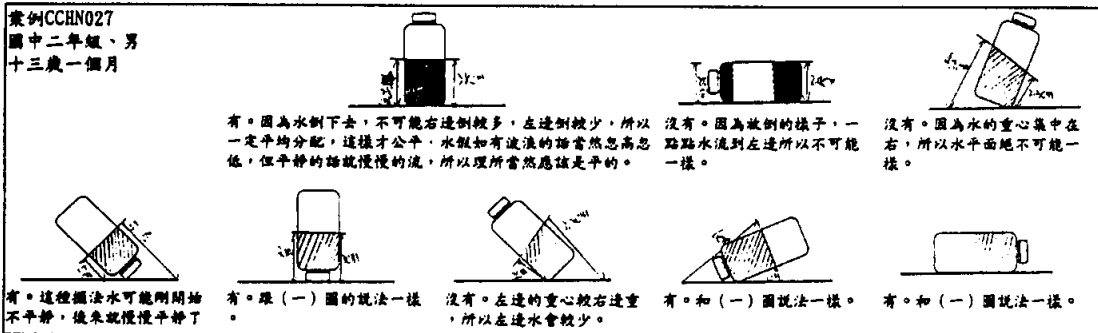 案例CCHN027
國中二年級、男
十三歲一個月
有。因為水倒下去，不可能右邊倒較多，左邊倒較少，所以
一定平均分配，這樣才公平，水假如有波浪的話當然忽高忽
低，但平靜的話就慢慢的流，所以理所當然應該是平的。
沒有。因為被倒的樣子，一
點點水流到左邊所以不可能
一樣。
沒有。因為水的重心集中在
右，所以水平面絕不可能一
樣。
有。這種擺法水可能剛開始
不平靜，後來就慢慢平靜了
有。跟（一）圖的說法一樣
。
沒有。左邊的重心較右邊重
，所以左邊水會較少。
有。和（一）圖說法一樣。
有。和（一）圖說法一樣。